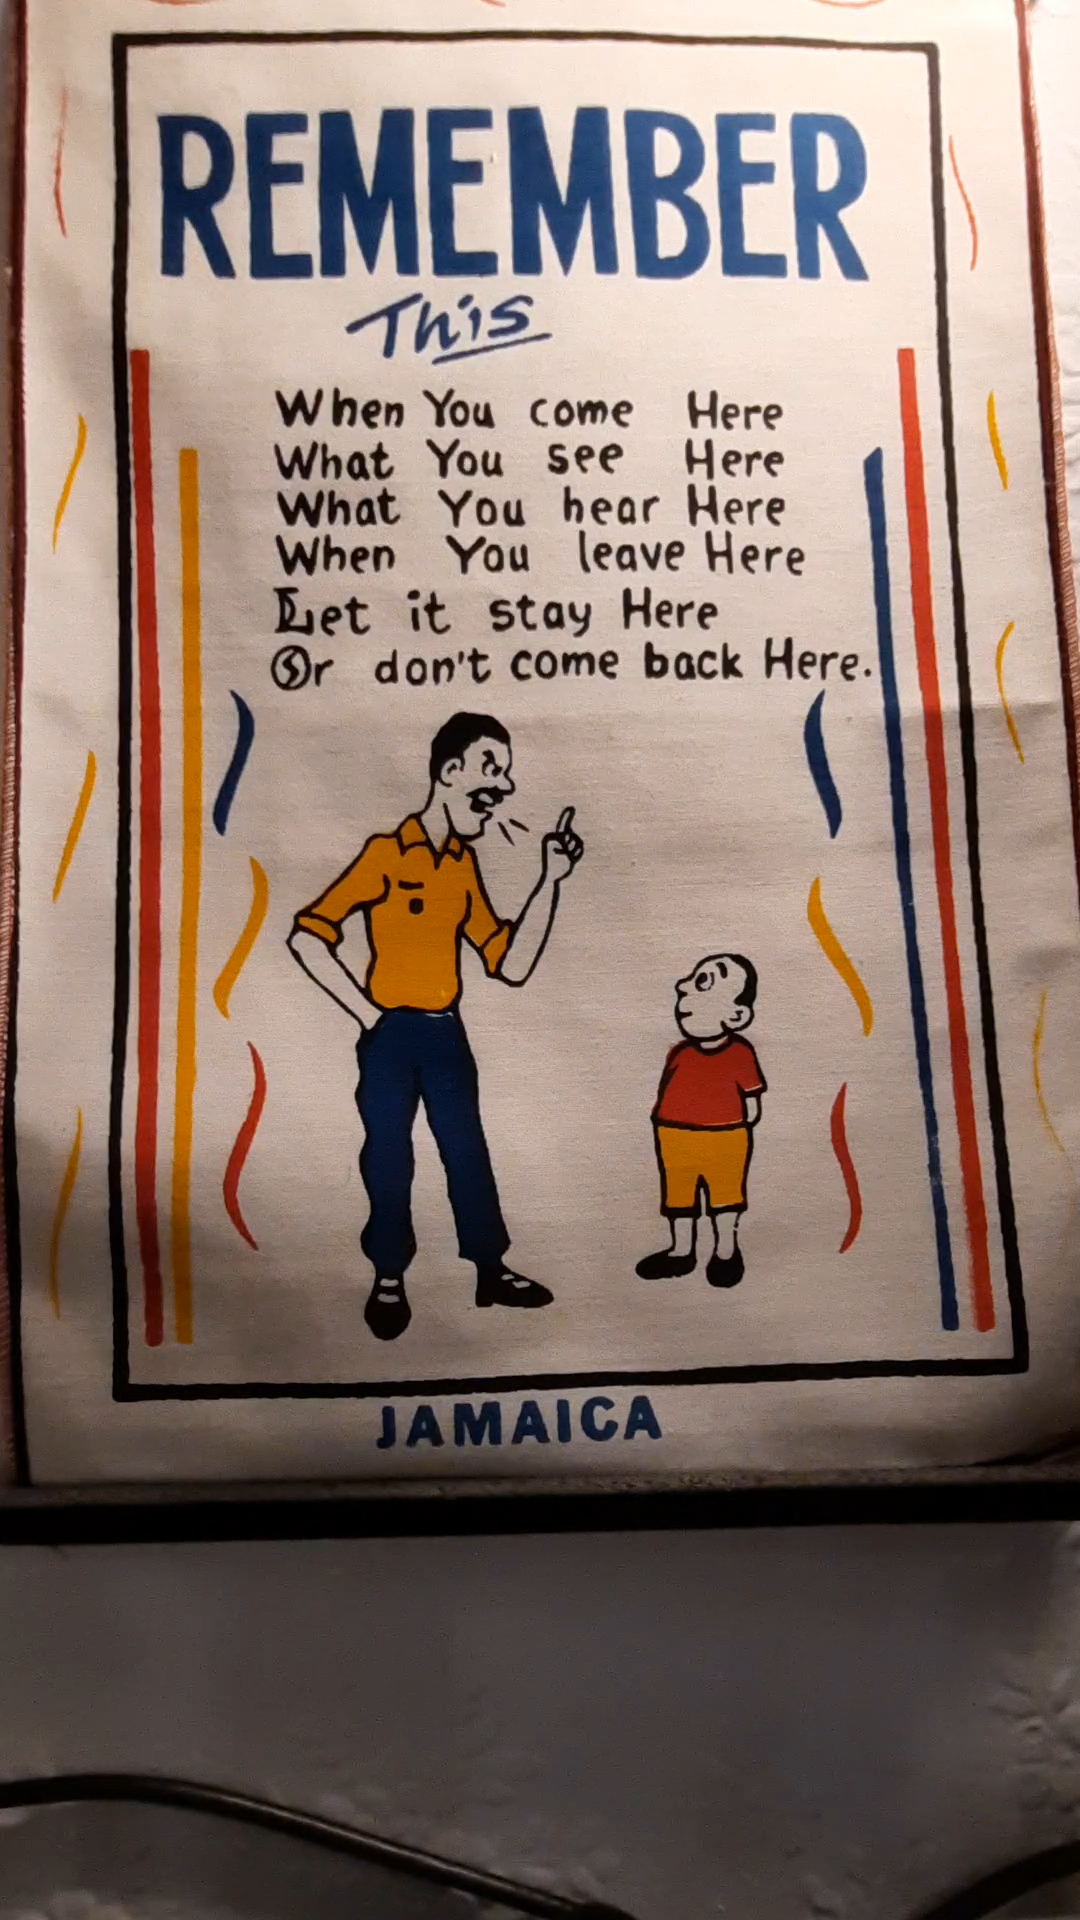 REMEMBER
This
When You come Here
What You see Here
What You hear Here
When You leave Here
Let it stay Here
Or don't come back Here.
JAMAICA